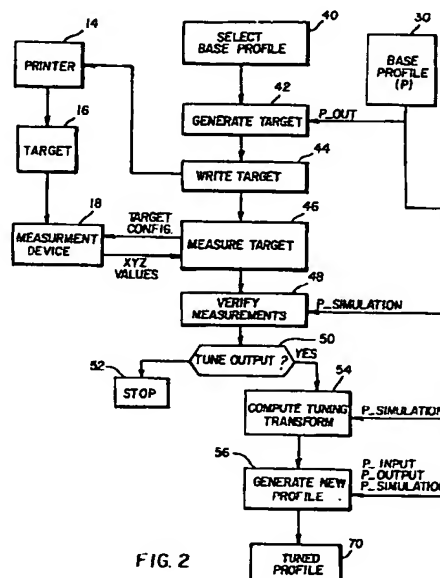 14
PRINTER
16
TARGET
18
MEASURMENT
DEVICE
TARGET
CONFIG.
XYZ
VALUES
40
SELECT
BASE PROFILE
42
GENERATE TARGET
P_OUT
30
BASE
PROFILE
(P)
44
WRITE TARGET
46
MEASURE TARGET
48
VERIFY
MEASUREMENTS
P_SIMULATION
50
TUNE OUTPUT ?
YES
52
STOP
54
COMPUTE TUNING
TRANSFORM
P_SIMULATION
56
GENERATE NEW
PROFILE
P_INPUT
P_OUTPUT
P_SIMULATION
70
TUNED
PROFILE
FIG. 2